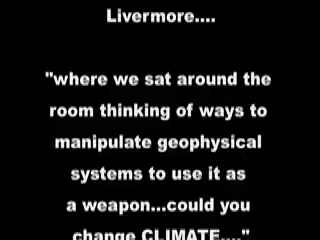 Livermore....
"where we sat around the
room thinking of ways to
manipulate geophysical
systems to use it as
a weapon...could you
change CLIMATE...."